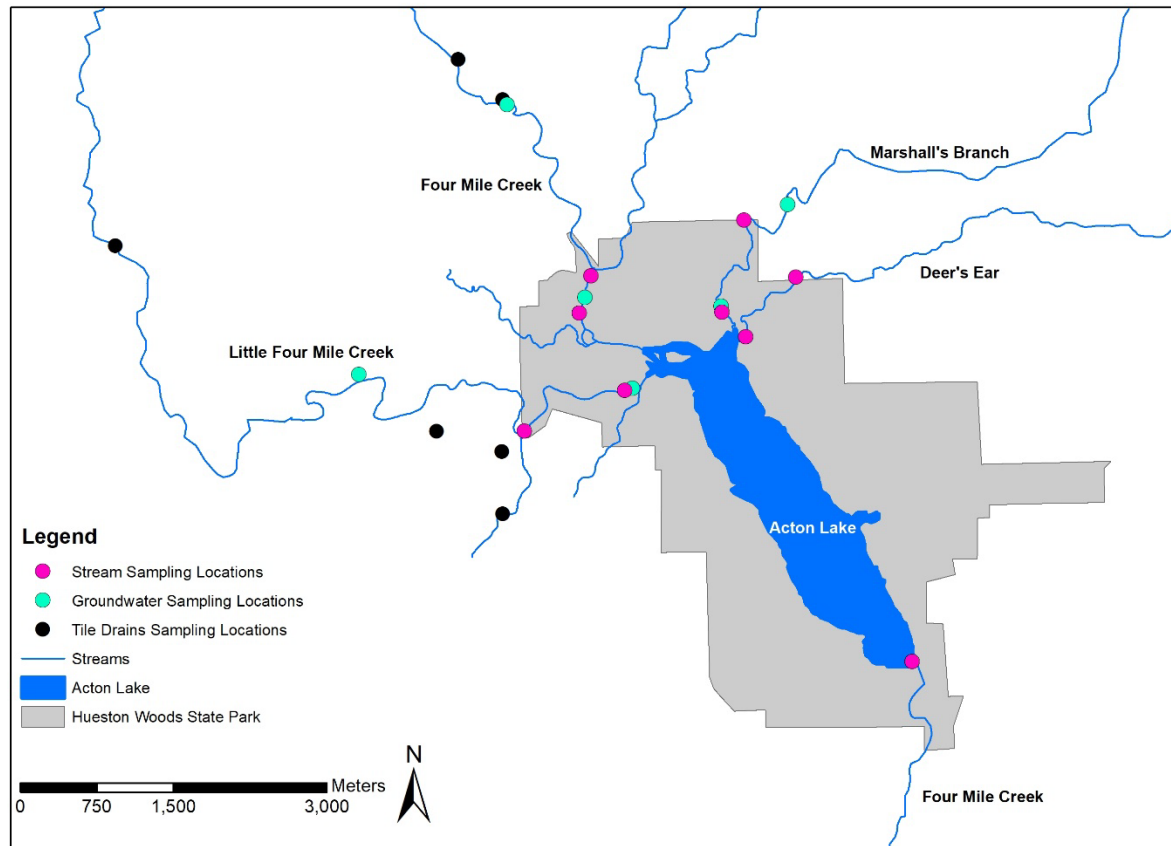 Marshall's Branch
Four Mile Creek
Deer's Ear
Little Four Mile Creek
Acton Lake
Legend
Stream Sampling Locations
Groundwater Sampling Locations
Tile Drains Sampling Locations
Streams
Acton Lake
Hueston Woods State Park
N
Meters
0 750 1,500 3,000
Four Mile Creek